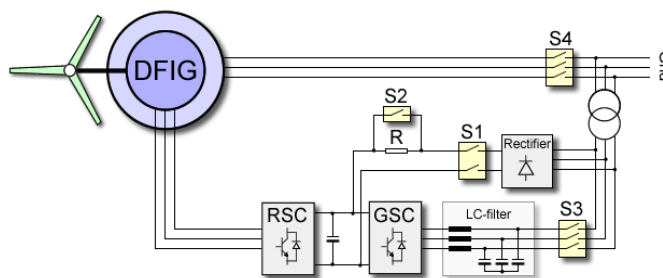 S4
DFIG
S2
R
S1
Rectifier
RSC
GSC
LC-filter
S3